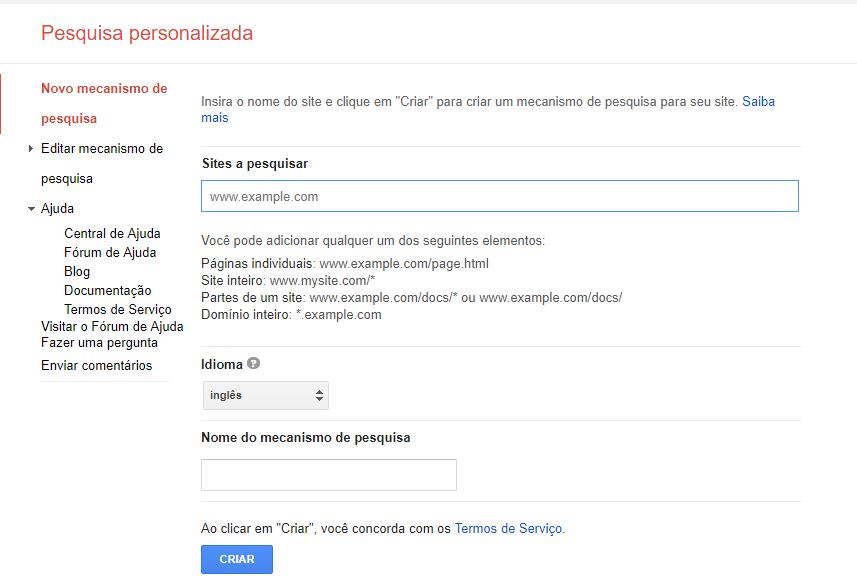 Pesquisa personalizada
Novo mecanismo de
pesquisa
Editar mecanismo de
pesquisa
Ajuda
Central de Ajuda
Fórum de Ajuda
Blog
Documentação
Termos de Serviço
Visitar o Fórum de Ajuda
Fazer uma pergunta
Enviar comentários
Insira o nome do site e clique em "Criar" para criar um mecanismo de pesquisa para seu site. Saiba
mais
Sites a pesquisar
www.example.com
Você pode adicionar qualquer um dos seguintes elementos:
Páginas individuais: www.example.com/page.html
Site inteiro: www.mysite.com/*
Partes de um site: www.example.com/docs/* ou www.example.com/docs/
Domínio inteiro: *.example.com
Idioma ?
inglês
Nome do mecanismo de pesquisa
Ao clicar em "Criar", você concorda com os Termos de Serviço.
CRIAR